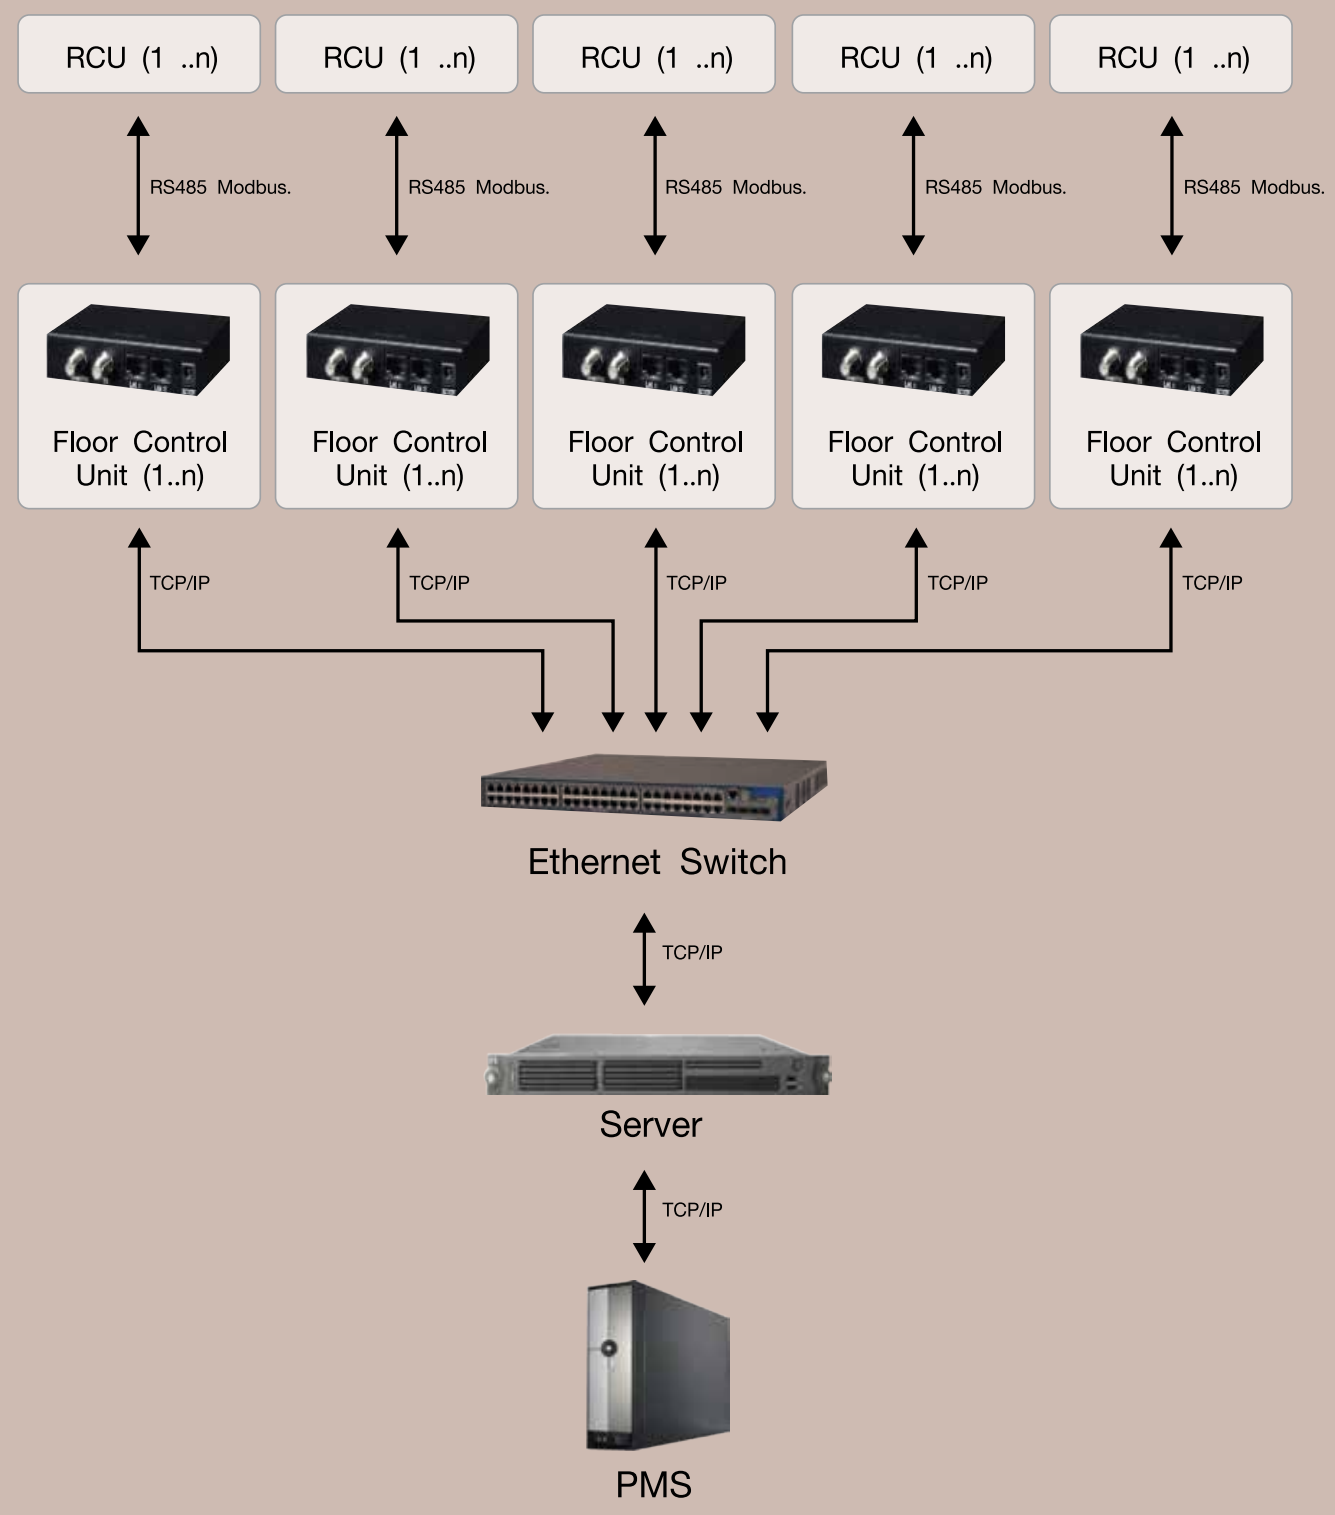 RCU (1 ..n)
RCU (1 ..n)
RCU (1 ..n)
RCU (1 ..n)
RCU (1 ..n)
RS485 Modbus.
RS485 Modbus.
RS485 Modbus.
RS485 Modbus.
RS485 Modbus.
Floor Control
Unit (1..n)
Floor Control
Unit (1..n)
Floor Control
Unit (1..n)
Floor Control
Unit (1..n)
Floor Control
Unit (1..n)
TCP/IP
TCP/IP
TCP/IP
TCP/IP
TCP/IP
Ethernet Switch
TCP/IP
Server
TCP/IP
PMS